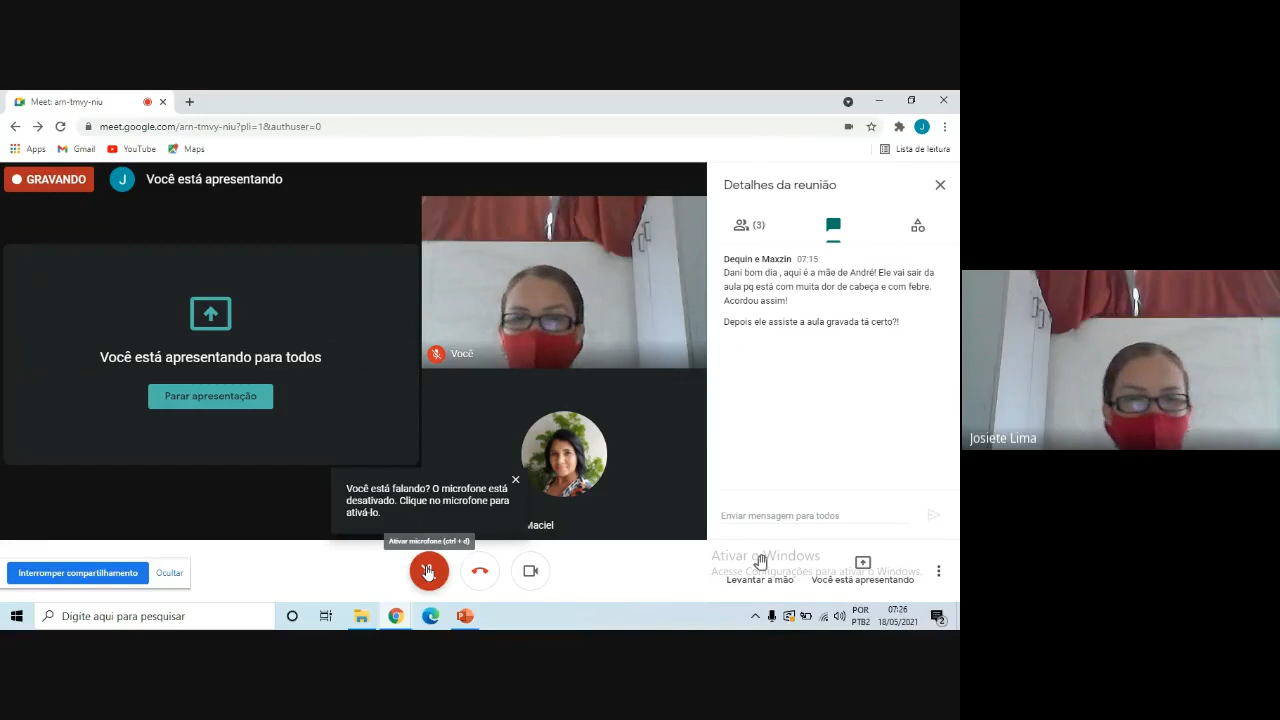 Meet: arn-tmvy-niu
meet.google.com/arn-tmvy-niu?pli=1&authuser=0
Apps Gmail YouTube Maps Lista de leitura
GRAVANDO J Você está apresentando
Detalhes da reunião
(3)
Dequin e Maxzin 07:15
Dani bom dia , aqui é a mãe de André! Ele vai sair da
aula pq está com muita dor de cabeça e com febre.
Acordou assim!
Depois ele assiste a aula gravada tá certo?!
Você está apresentando para todos
Parar apresentação
Você
Você está falando? O microfone está
desativado. Clique no microfone para
ativá-lo.
Maciel
Ativar microfone (ctrl + d)
Enviar mensagem para todos
Ativar o Windows
Acesse Configurações para ativar o Windows.
Levantar a mão Você está apresentando
Interromper compartilhamento Ocultar
Digite aqui para pesquisar
POR
PTB2
07:26
18/05/2021
2
Josiete Lima